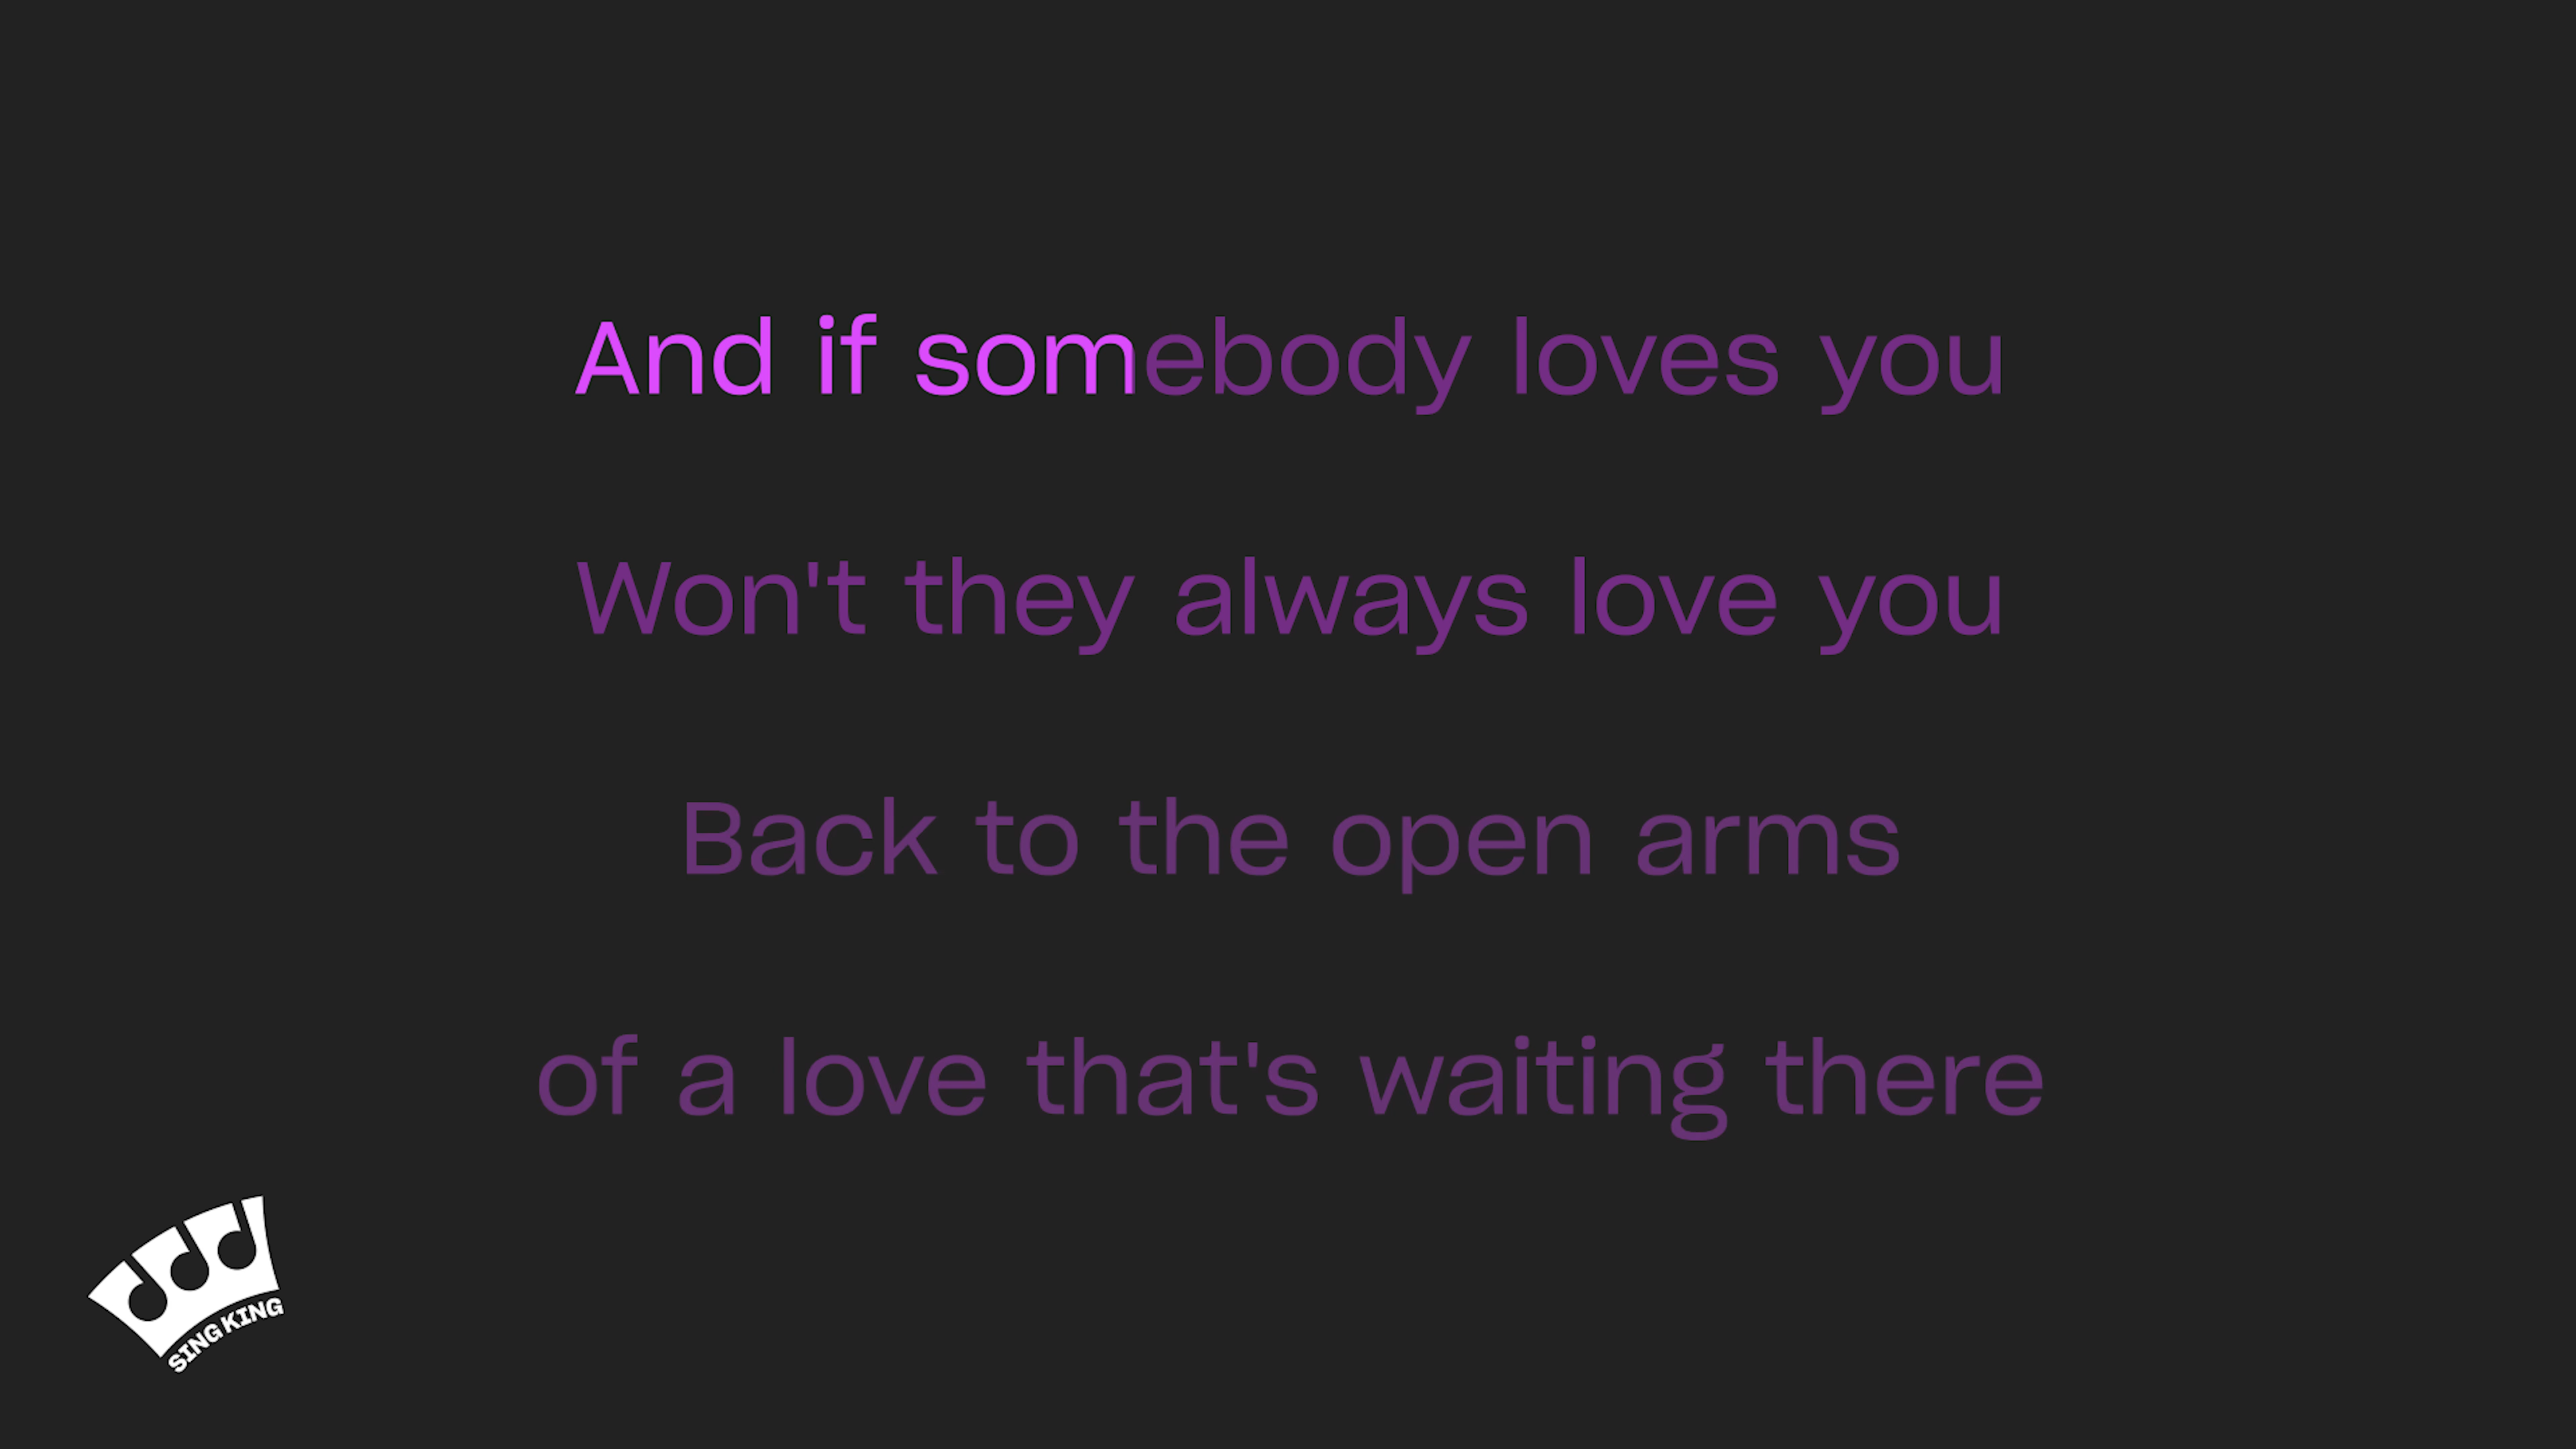 And if somebody loves you
Won't they always love you
Back to the open arms
of a love that's waiting there
SING KING